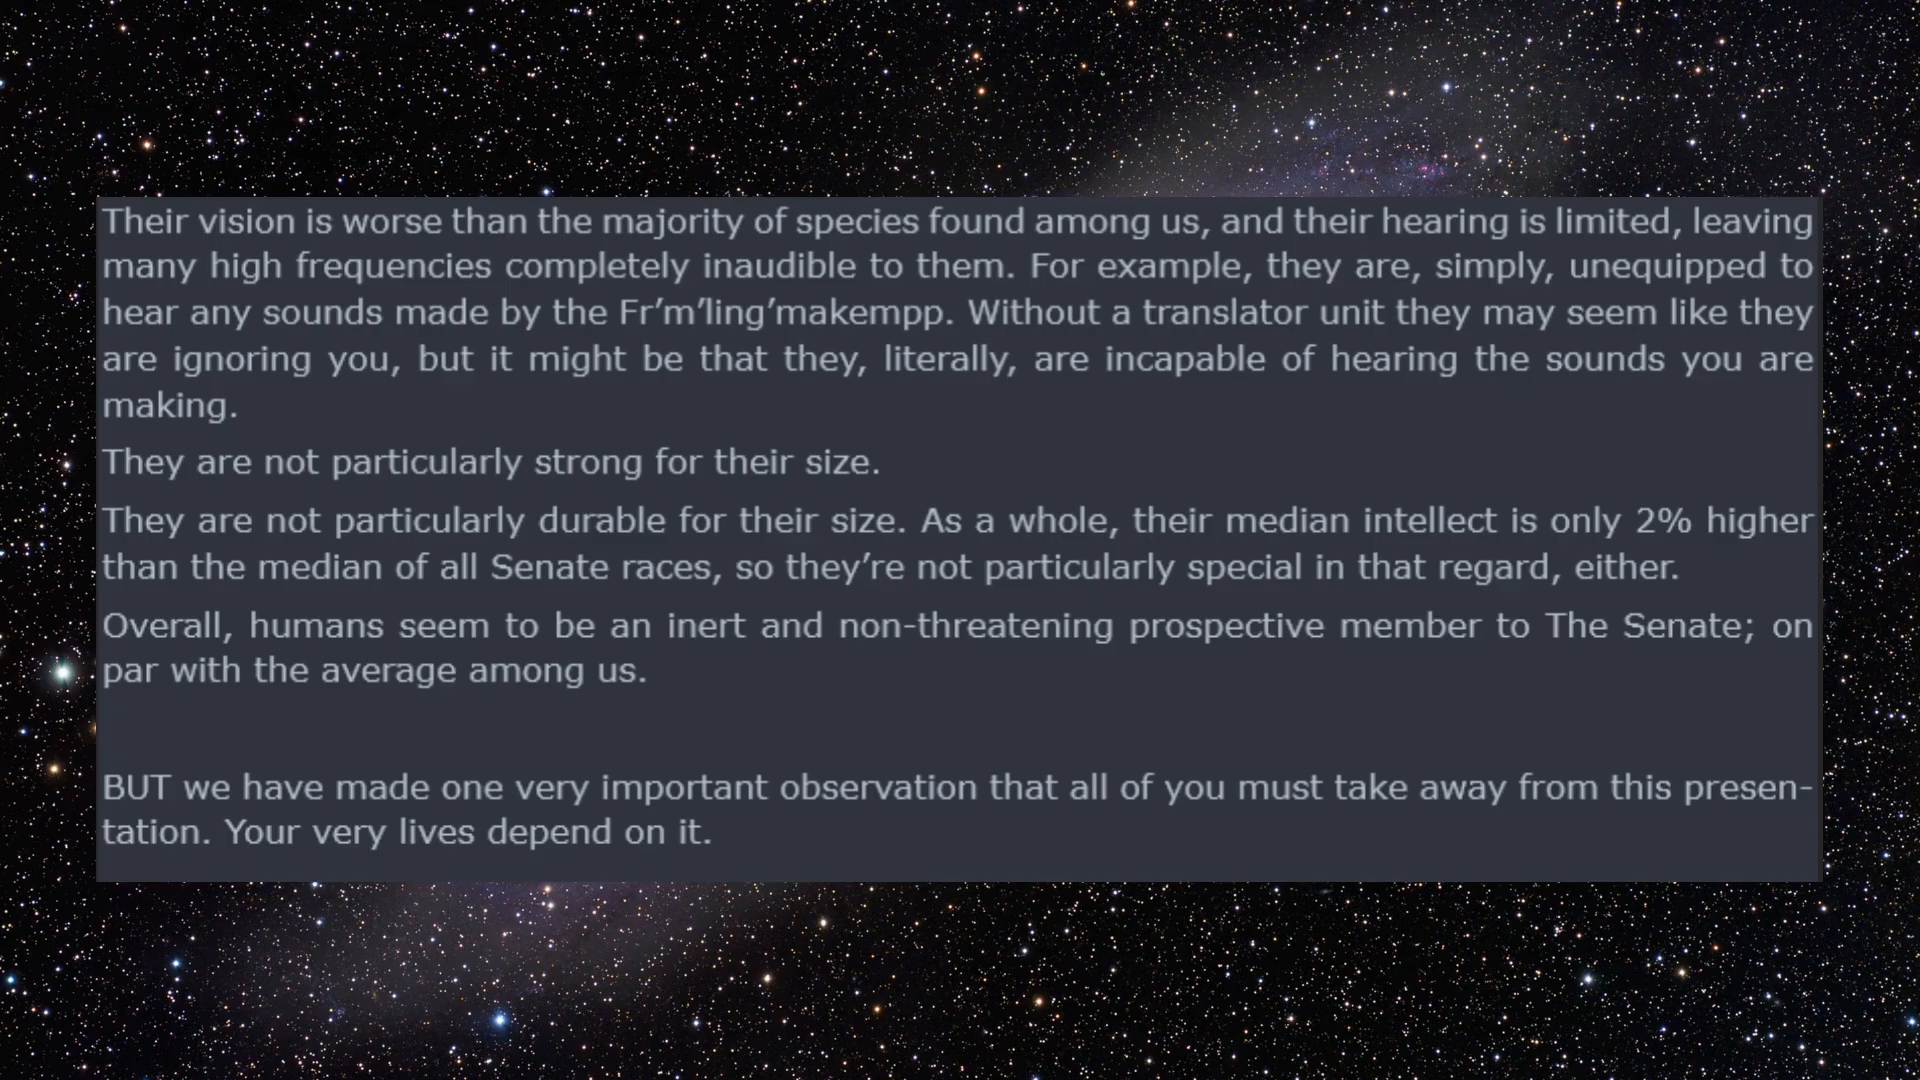 Their vision is worse than the majority of species found among us, and their hearing is limited, leaving
many high frequencies completely inaudible to them. For example, they are, simply, unequipped to
hear any sounds made by the Fr’m’ling’makempp. Without a translator unit they may seem like they
are ignoring you, but it might be that they, literally, are incapable of hearing the sounds you are
making.
They are not particularly strong for their size.
They are not particularly durable for their size. As a whole, their median intellect is only 2% higher
than the median of all Senate races, so they’re not particularly special in that regard, either.
Overall, humans seem to be an inert and non-threatening prospective member to The Senate; on
par with the average among us.
BUT we have made one very important observation that all of you must take away from this presen-
tation. Your very lives depend on it.